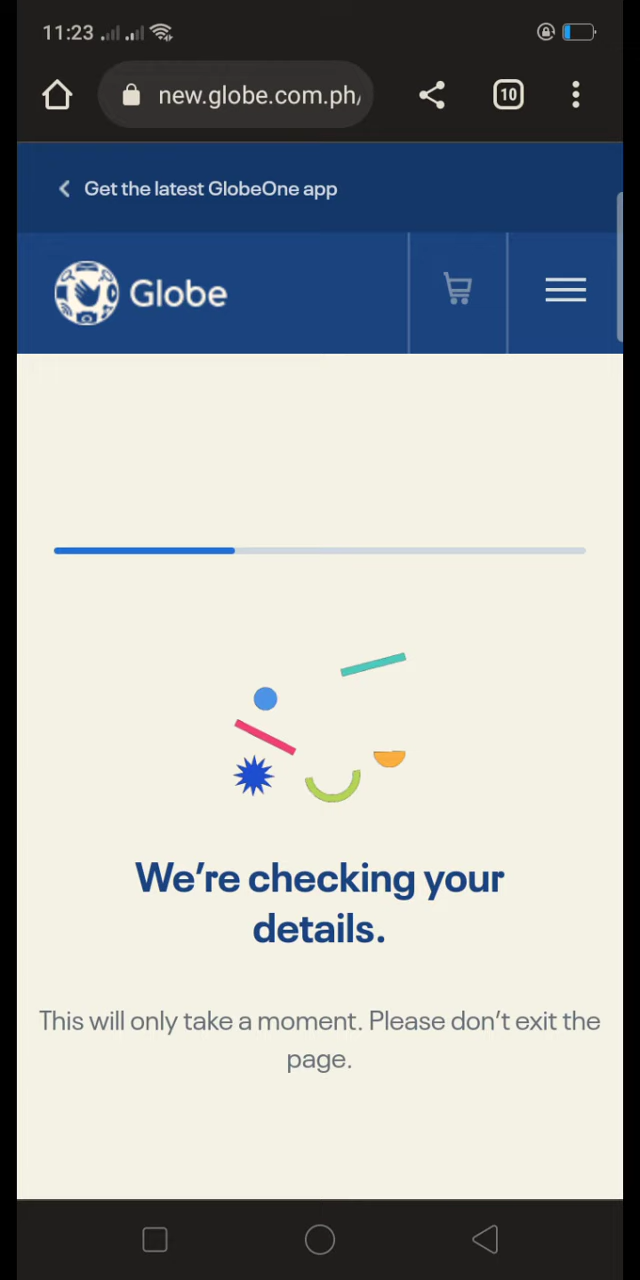 11:23
new.globe.com.ph/
10
Get the latest GlobeOne app
Globe
We're checking your
details.
This will only take a moment. Please don't exit the
page.